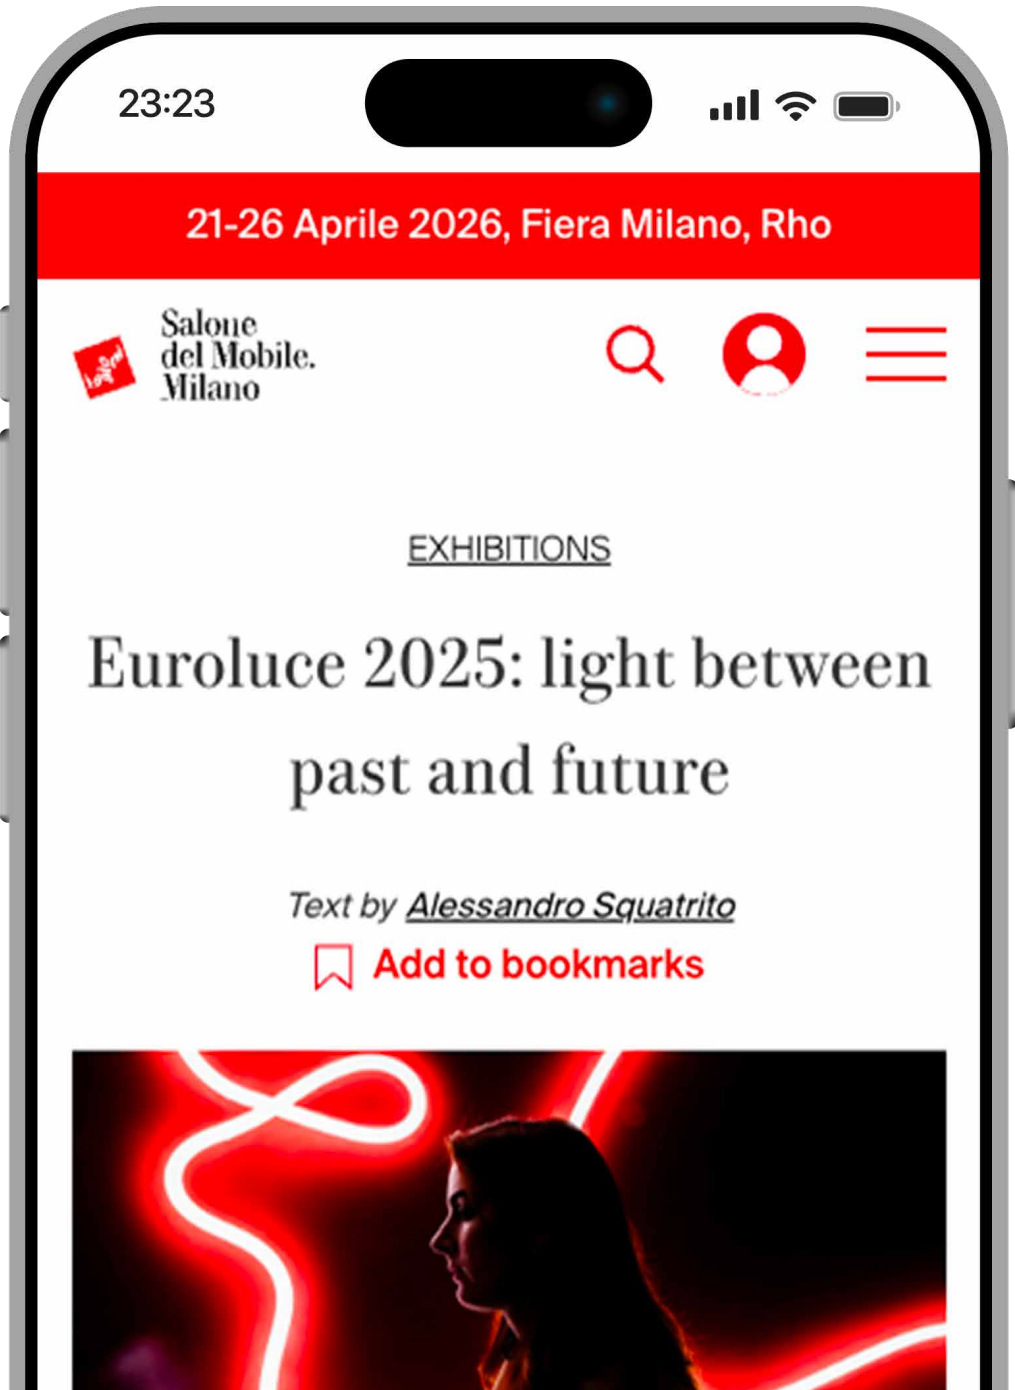 23:23
21-26 Aprile 2026, Fiera Milano, Rho
Salone
del Mobile.
Milano
EXHIBITIONS
Euroluce 2025: light between
past and future
Text by Alessandro Squatrito
Add to bookmarks